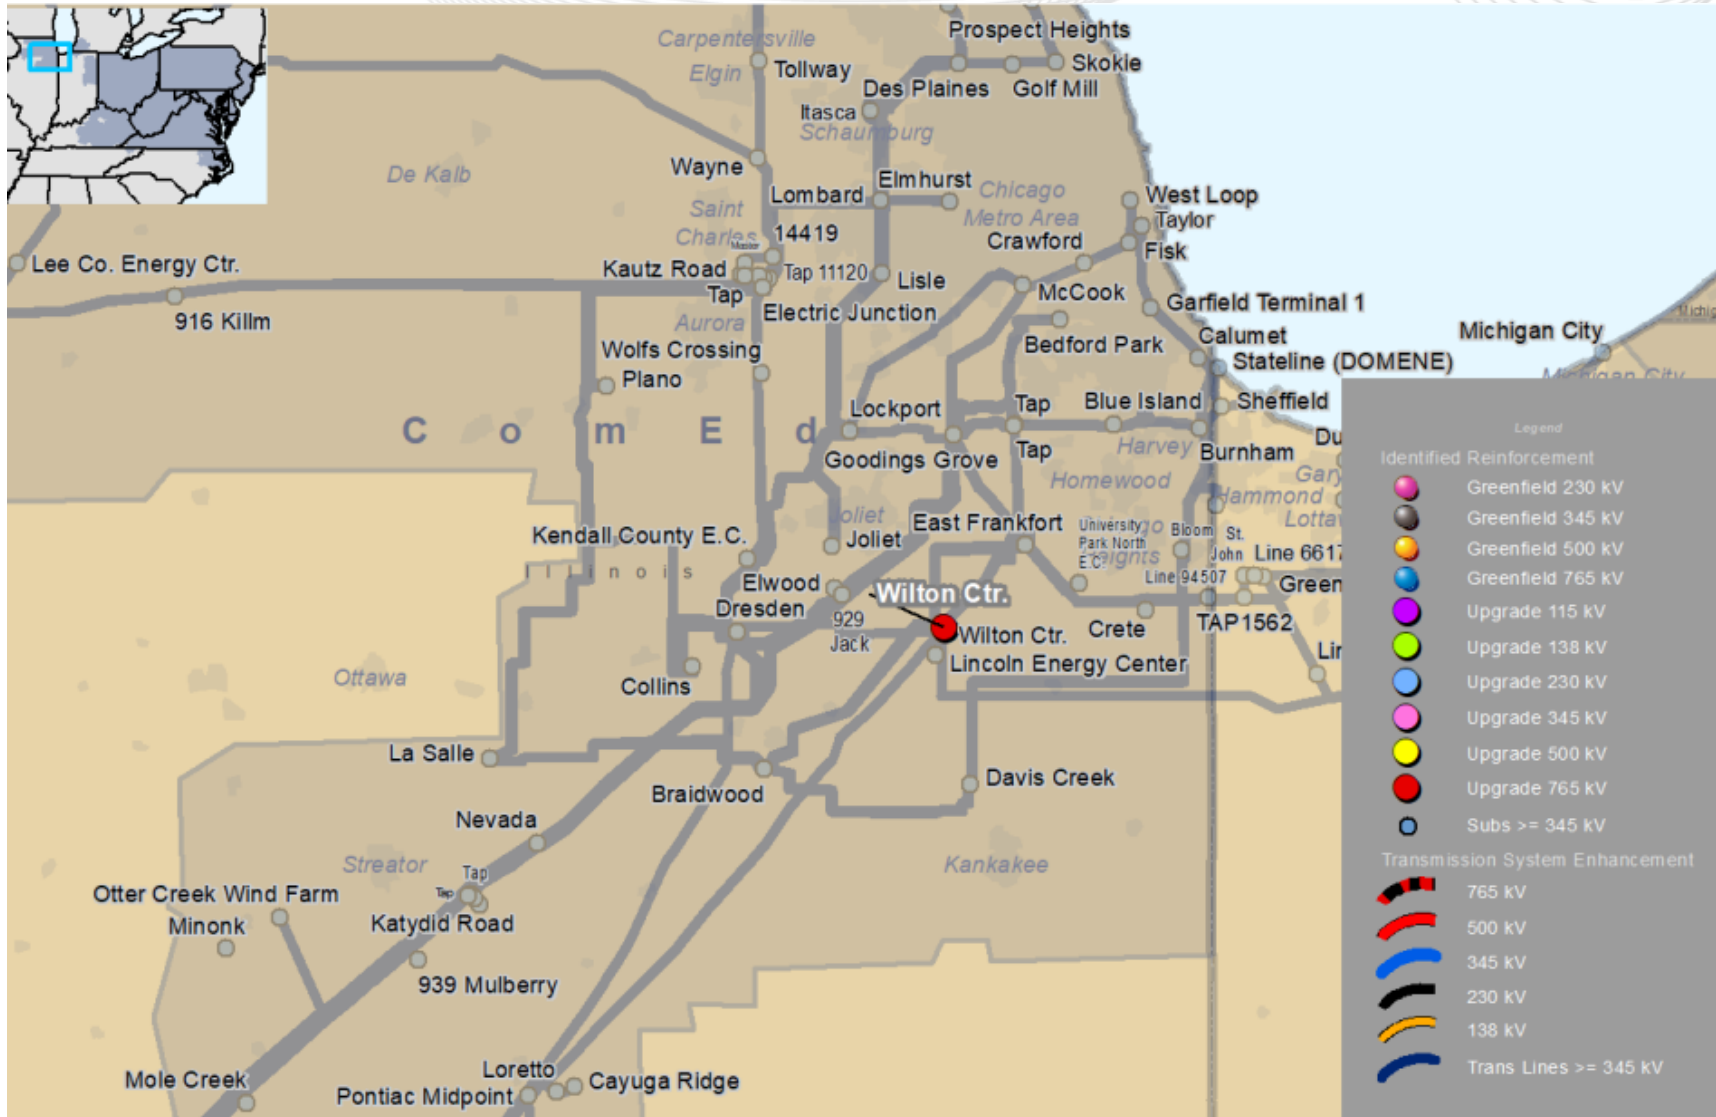 Carpentersville
Elgin
Tollway
Prospect Heights
Skokie
Des Plaines
Golf Mill
Itasca
Schaumburg
De Kalb
Wayne
Lombard
Elmhurst
Chicago
Metro Area
West Loop
Taylor
Saint
Charles
14419
Crawford
Fisk
Lee Co. Energy Ctr.
Kautz Road
Tap 11120
Lisle
Tap
McCook
916 Killm
Electric Junction
Garfield Terminal 1
Aurora
Calumet
Michigan City
Bedford Park
Stateline (DOMENE)
Wolfs Crossing
Plano
Michigan City
Lockport
Tap
Blue Island
Sheffield
C o m E d
Goodings Grove
Tap
Harvey
Burnham
Du
Homewood
Gary
Hammond
Lotta
Joliet
East Frankfort
Kendall County E.C.
Joliet
University
Park North
E.C.
Heights
Bloom
St.
John
Line 6617
Illinois
Elwood
Wilton Ctr.
Line 94507
Green
Dresden
929
Jack
Wilton Ctr.
Crete
TAP1562
Lincoln Energy Center
Lin
Ottawa
Collins
La Salle
Braidwood
Davis Creek
Nevada
Streator
Tap
Tap
Kankakee
Otter Creek Wind Farm
Minonk
Katydid Road
939 Mulberry
Loretto
Mole Creek
Pontiac Midpoint
Cayuga Ridge
Legend
Identified Reinforcement
Greenfield 230 kV
Greenfield 345 kV
Greenfield 500 kV
Greenfield 765 kV
Upgrade 115 kV
Upgrade 138 kV
Upgrade 230 kV
Upgrade 345 kV
Upgrade 500 kV
Upgrade 765 kV
Subs >= 345 kV
Transmission System Enhancement
765 kV
500 kV
345 kV
230 kV
138 kV
Trans Lines >= 345 kV